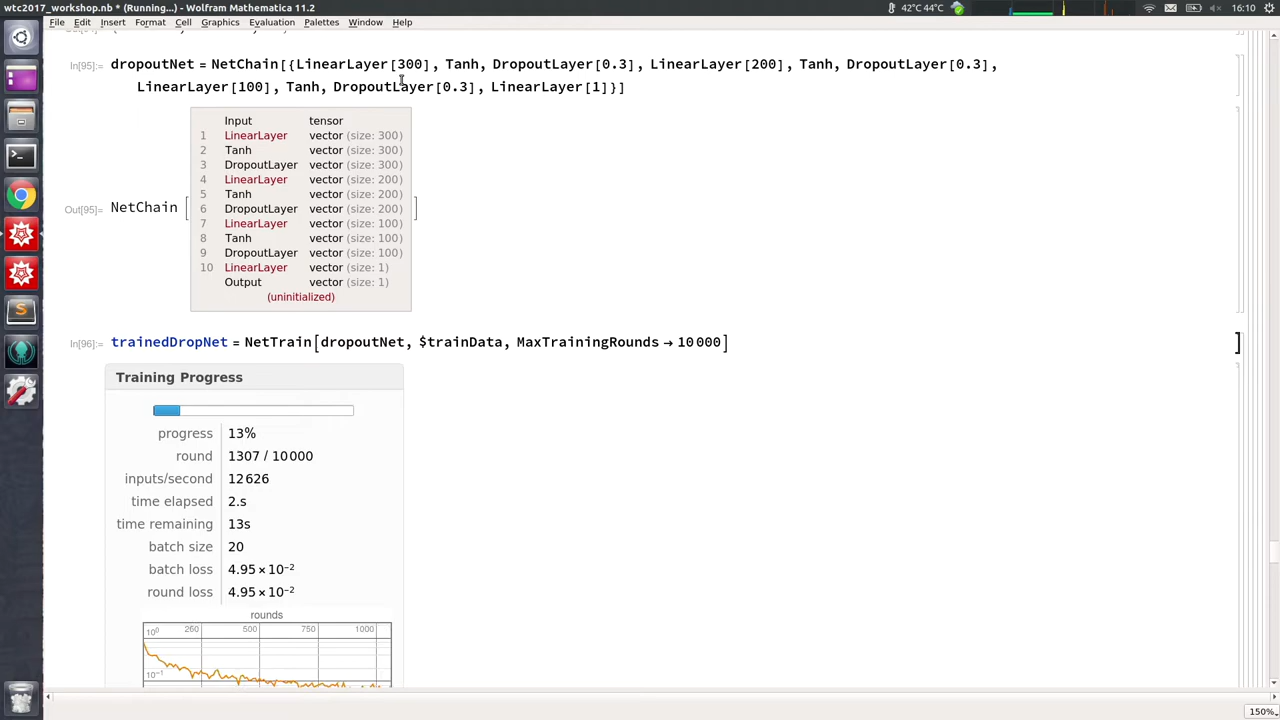 wtc2017_workshop.nb * (Running...) - Wolfram Mathematica 11.2
42°C 44°C
16:10
File Edit Insert Format Cell Graphics Evaluation Palettes Window Help
In[95]:= dropoutNet = NetChain[{LinearLayer[300], Tanh, DropoutLayer[0.3], LinearLayer[200], Tanh, DropoutLayer[0.3],
LinearLayer[100], Tanh, DropoutLayer[0.3], LinearLayer[1]}]
Input tensor
1 LinearLayer vector (size: 300)
2 Tanh vector (size: 300)
3 DropoutLayer vector (size: 300)
4 LinearLayer vector (size: 200)
5 Tanh vector (size: 200)
Out[95]= NetChain [ ]
6 DropoutLayer vector (size: 200)
7 LinearLayer vector (size: 100)
8 Tanh vector (size: 100)
9 DropoutLayer vector (size: 100)
10 LinearLayer vector (size: 1)
Output vector (size: 1)
(uninitialized)
In[96]:= trainedDropNet = NetTrain[dropoutNet, $trainData, MaxTrainingRounds → 10 000]
Training Progress
progress 13%
round 1307 / 10 000
inputs/second 12 626
time elapsed 2.s
time remaining 13s
batch size 20
batch loss 4.95 × 10⁻²
round loss 4.95 × 10⁻²
rounds
250 500 750 1000
10⁰
10⁻¹
150%